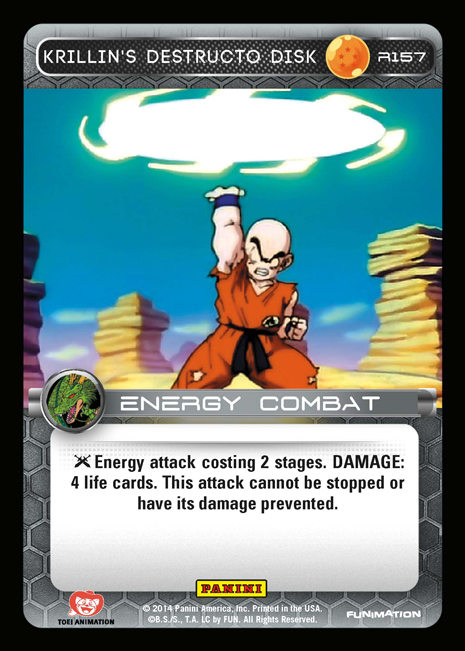 KRILLIN'S DESTRUCTO DISK R157
ENERGY COMBAT
Energy attack costing 2 stages. DAMAGE:
4 life cards. This attack cannot be stopped or
have its damage prevented.
PANINI
TOEI ANIMATION
© 2014 Panini America, Inc. Printed in the USA.
©B.S./S., T.A. LC by FUN. All Rights Reserved.
FUNIMATION